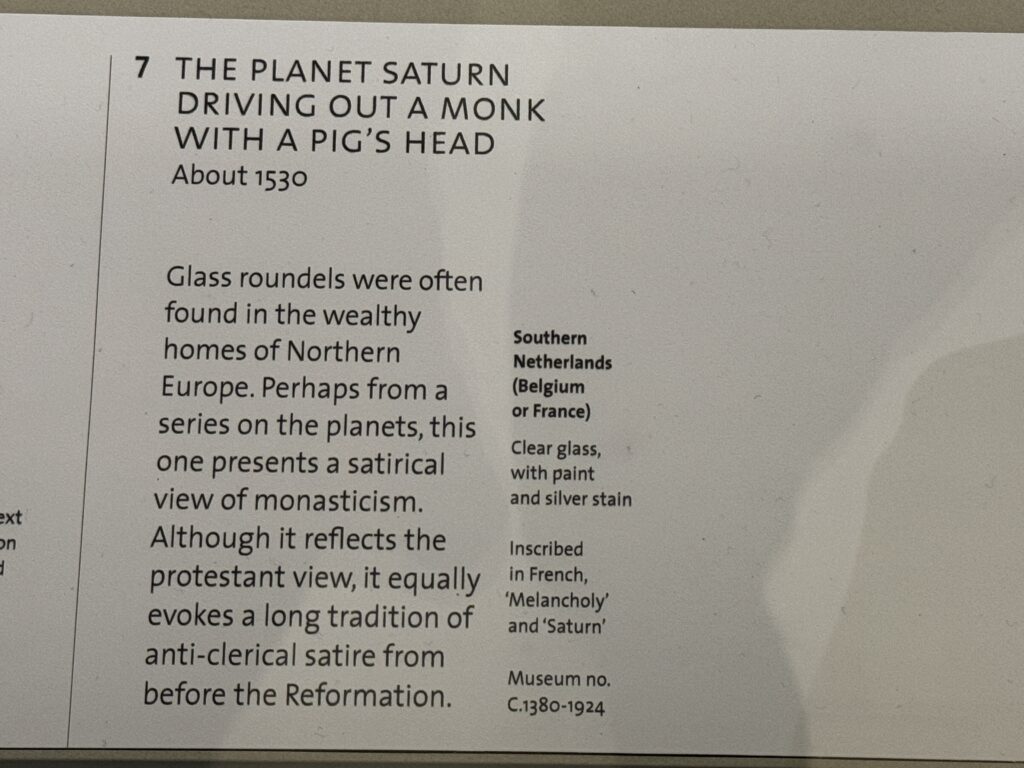 7 THE PLANET SATURN
DRIVING OUT A MONK
WITH A PIG'S HEAD
About 1530
Glass roundels were often
found in the wealthy
homes of Northern
Europe. Perhaps from a
series on the planets, this
one presents a satirical
view of monasticism.
Although it reflects the
protestant view, it equally
evokes a long tradition of
anti-clerical satire from
before the Reformation.
Southern
Netherlands
(Belgium
or France)
Clear glass,
with paint
and silver stain
Inscribed
in French,
'Melancholy'
and 'Saturn'
Museum no.
C.1380-1924